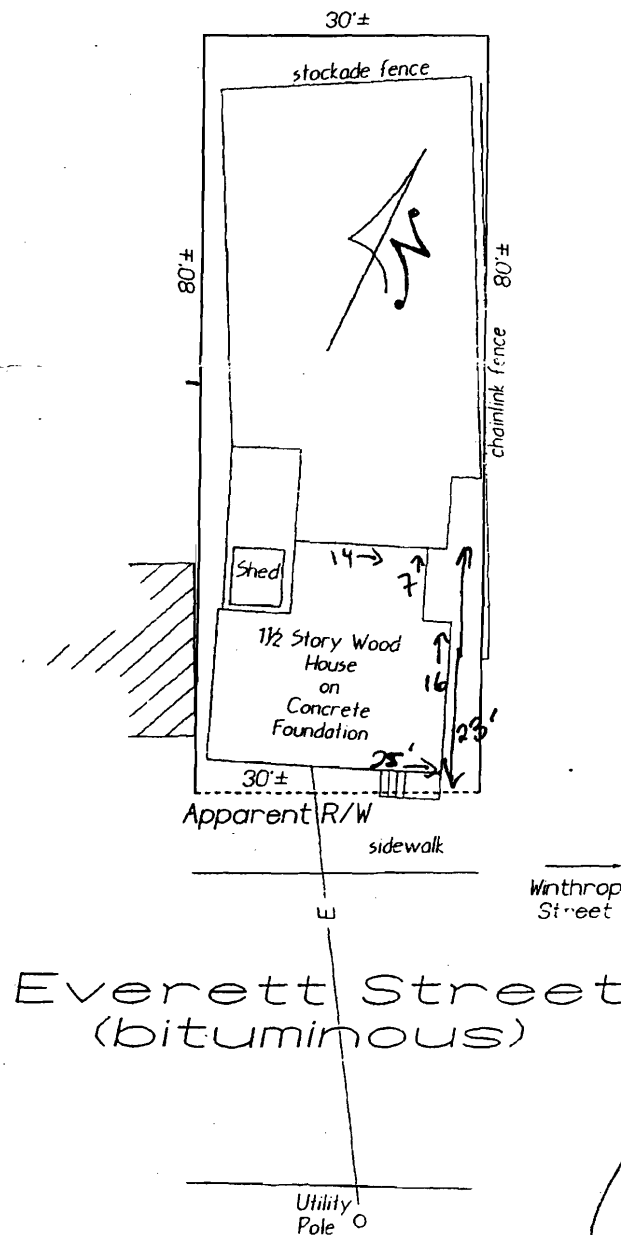 30'±
stockade fence
N
80'±
80'±
chainlink fence
14
7
Shed
1½ Story Wood
House
on
Concrete
Foundation
16
23'
25'
30'±
Apparent R/W
sidewalk
Winthrop
Street
E
Everett Street
(bituminous)
Utility
Pole